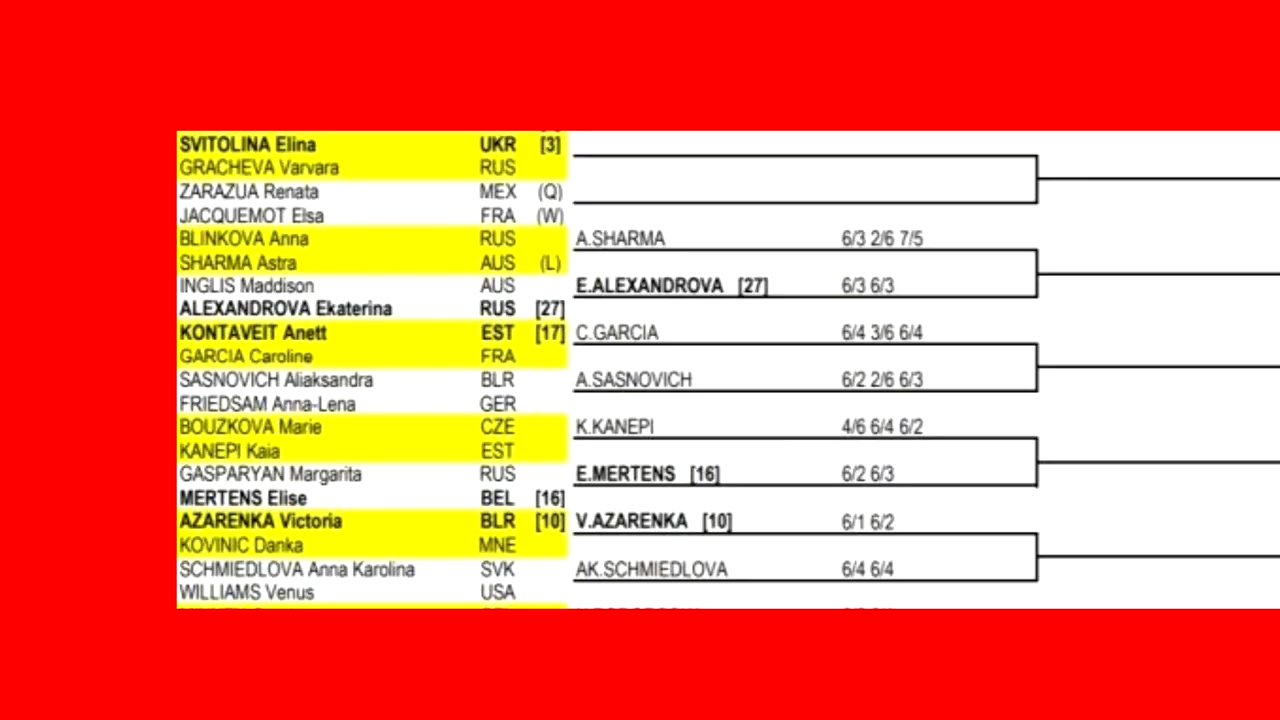 SVITOLINA Elina UKR [3]
GRACHEVA Varvara RUS
ZARAZUA Renata MEX (Q)
JACQUEMOT Elsa FRA (W)
BLINKOVA Anna RUS A.SHARMA 6/3 2/6 7/5
SHARMA Astra AUS (L)
INGLIS Maddison AUS E.ALEXANDROVA [27] 6/3 6/3
ALEXANDROVA Ekaterina RUS [27]
KONTAVEIT Anett EST [17] C.GARCIA 6/4 3/6 6/4
GARCIA Caroline FRA
SASNOVICH Aliaksandra BLR A.SASNOVICH 6/2 2/6 6/3
FRIEDSAM Anna-Lena GER
BOUZKOVA Marie CZE K.KANEPI 4/6 6/4 6/2
KANEPI Kaia EST
GASPARYAN Margarita RUS E.MERTENS [16] 6/2 6/3
MERTENS Elise BEL [16]
AZARENKA Victoria BLR [10] V.AZARENKA [10] 6/1 6/2
KOVINIC Danka MNE
SCHMIEDLOVA Anna Karolina SVK AK.SCHMIEDLOVA 6/4 6/4
WILLIAMS Venus USA